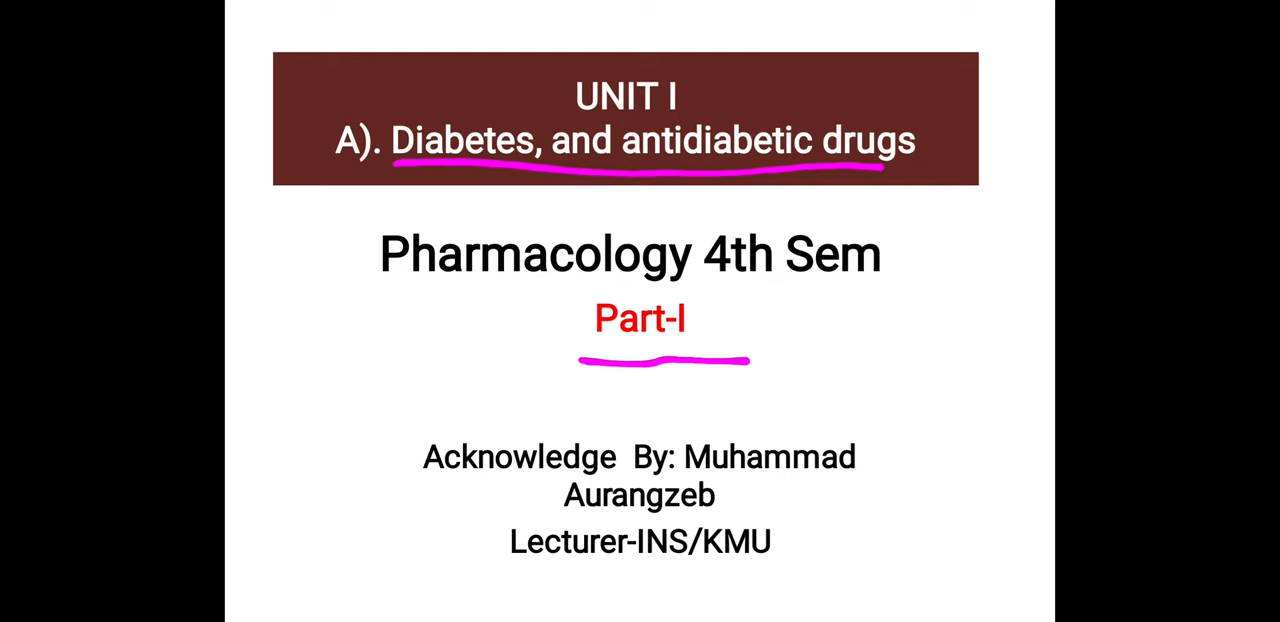 UNIT I
A). Diabetes, and antidiabetic drugs
Pharmacology 4th Sem
Part-I
Acknowledge By: Muhammad
Aurangzeb
Lecturer-INS/KMU